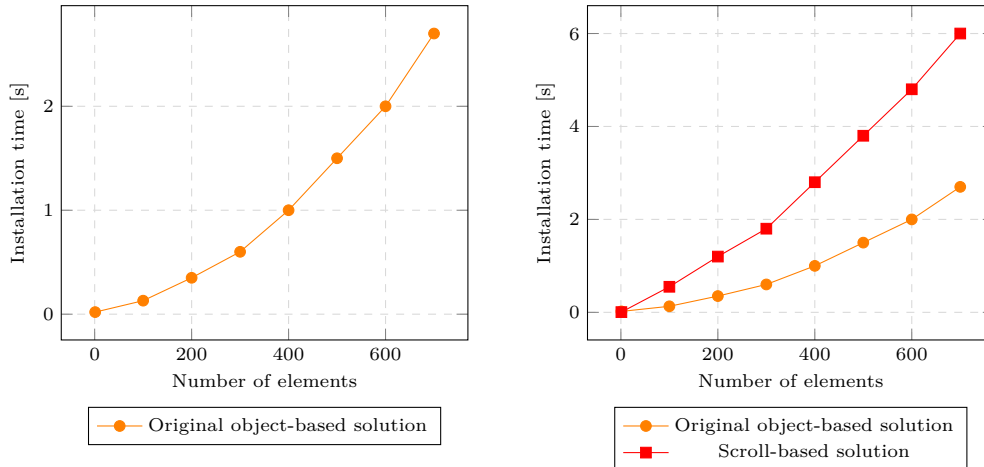 2
1
0
Installation time [s]
0 200 400 600
Number of elements
Original object-based solution
6
4
2
0
Installation time [s]
0 200 400 600
Number of elements
Original object-based solution
Scroll-based solution